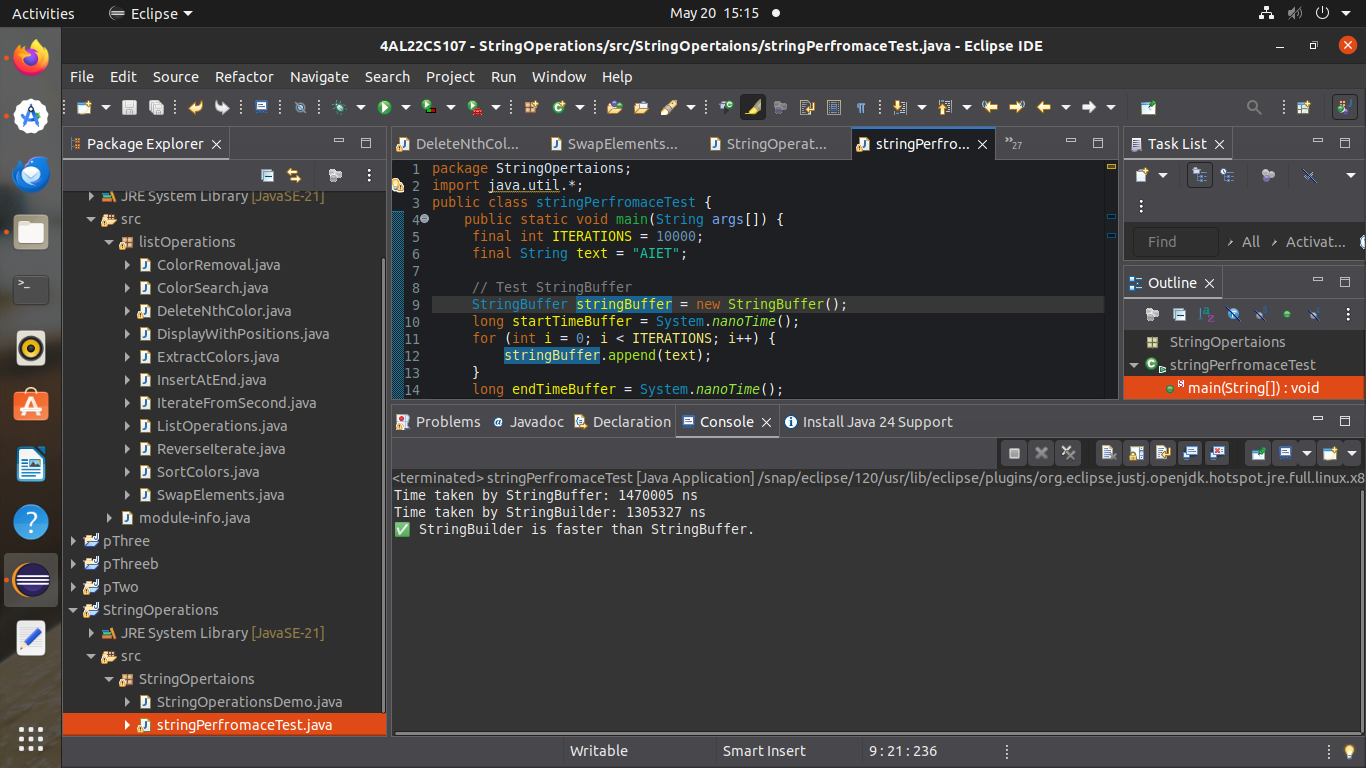 Activities
Eclipse
May 20 15:15
4AL22CS107 - StringOperations/src/StringOpertaions/stringPerfromaceTest.java - Eclipse IDE
File Edit Source Refactor Navigate Search Project Run Window Help
Package Explorer
JRE System Library [JavaSE-21]
src
listOperations
ColorRemoval.java
ColorSearch.java
DeleteNthColor.java
DisplayWithPositions.java
ExtractColors.java
InsertAtEnd.java
IterateFromSecond.java
ListOperations.java
ReverseIterate.java
SortColors.java
SwapElements.java
module-info.java
pThree
pThreeb
pTwo
StringOperations
JRE System Library [JavaSE-21]
src
StringOpertaions
StringOperationsDemo.java
stringPerfromaceTest.java
DeleteNthCol... SwapElements... StringOperat... stringPerfro... »27
1 package StringOpertaions;
2 import java.util.*;
3 public class stringPerfromaceTest {
4 public static void main(String args[]) {
5 final int ITERATIONS = 10000;
6 final String text = "AIET";
7
8 // Test StringBuffer
9 StringBuffer stringBuffer = new StringBuffer();
10 long startTimeBuffer = System.nanoTime();
11 for (int i = 0; i < ITERATIONS; i++) {
12 stringBuffer.append(text);
13 }
14 long endTimeBuffer = System.nanoTime();
Task List
Find All Activat...
Outline
StringOpertaions
stringPerfromaceTest
main(String[]) : void
Problems Javadoc Declaration Console Install Java 24 Support
<terminated> stringPerfromaceTest [Java Application] /snap/eclipse/120/usr/lib/eclipse/plugins/org.eclipse.justj.openjdk.hotspot.jre.full.linux.x8
Time taken by StringBuffer: 1470005 ns
Time taken by StringBuilder: 1305327 ns
✅ StringBuilder is faster than StringBuffer.
Writable Smart Insert 9 : 21 : 236